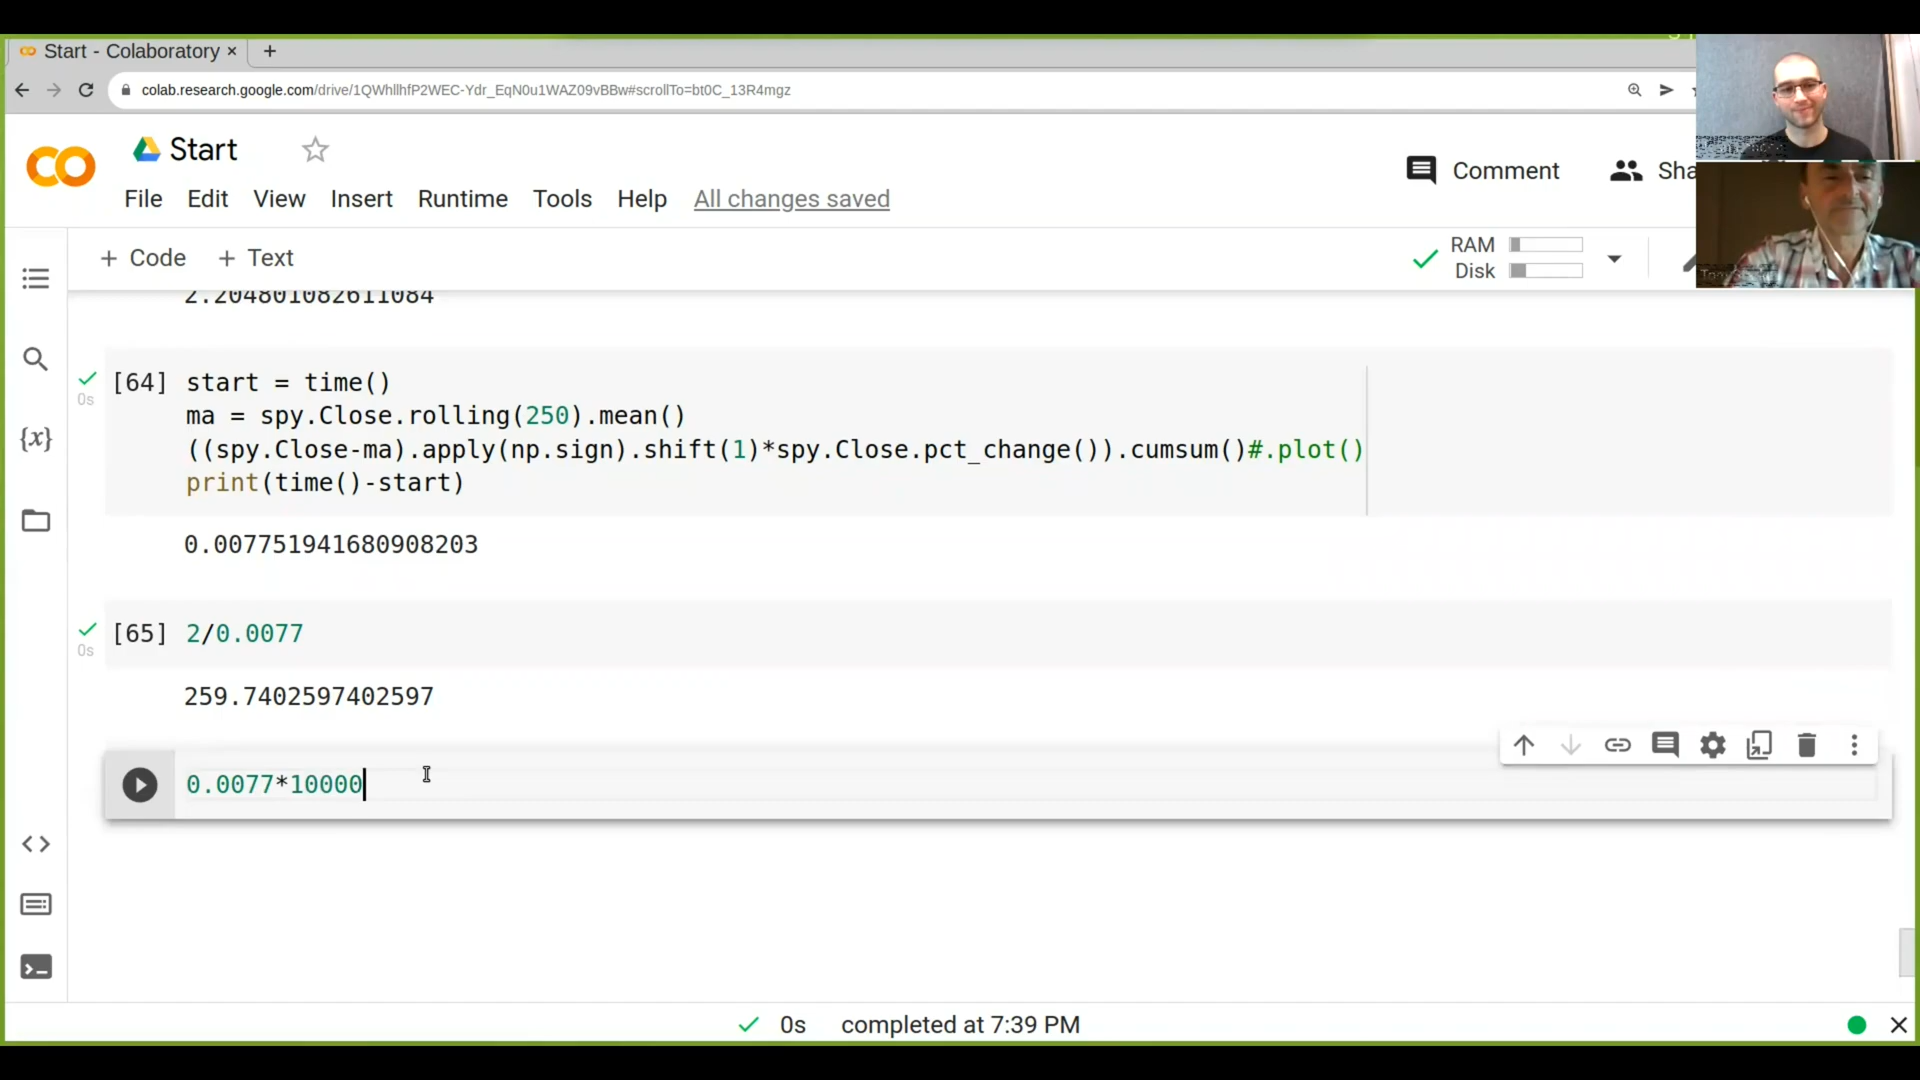 Start - Colaboratory
colab.research.google.com/drive/1QWhllhfP2WEC-Ydr_EqN0u1WAZ09vBBw#scrollTo=bt0C_13R4mgz
Start
Comment
Sha
File Edit View Insert Runtime Tools Help All changes saved
+ Code + Text
RAM
Disk
2.204801082611084
[64] start = time()
0s
ma = spy.Close.rolling(250).mean()
((spy.Close-ma).apply(np.sign).shift(1)*spy.Close.pct_change()).cumsum()#.plot()
print(time()-start)
0.007751941680908203
[65] 2/0.0077
0s
259.7402597402597
0.0077*10000
{x}
0s completed at 7:39 PM